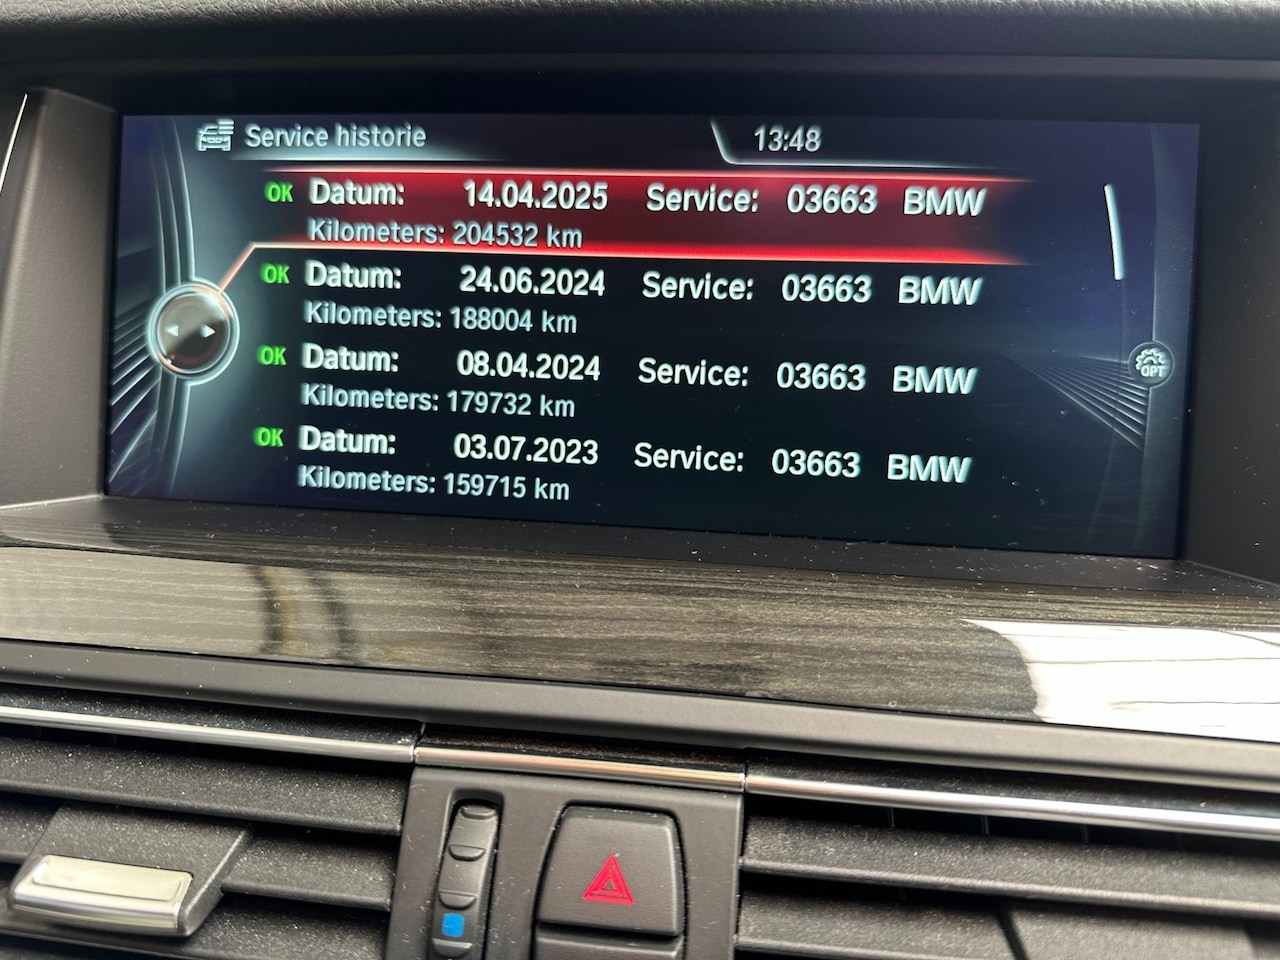 Service historie 13:48
OK Datum: 14.04.2025 Service: 03663 BMW
Kilometers: 204532 km
OK Datum: 24.06.2024 Service: 03663 BMW
Kilometers: 188004 km
OK Datum: 08.04.2024 Service: 03663 BMW
Kilometers: 179732 km
OK Datum: 03.07.2023 Service: 03663 BMW
Kilometers: 159715 km
OPT